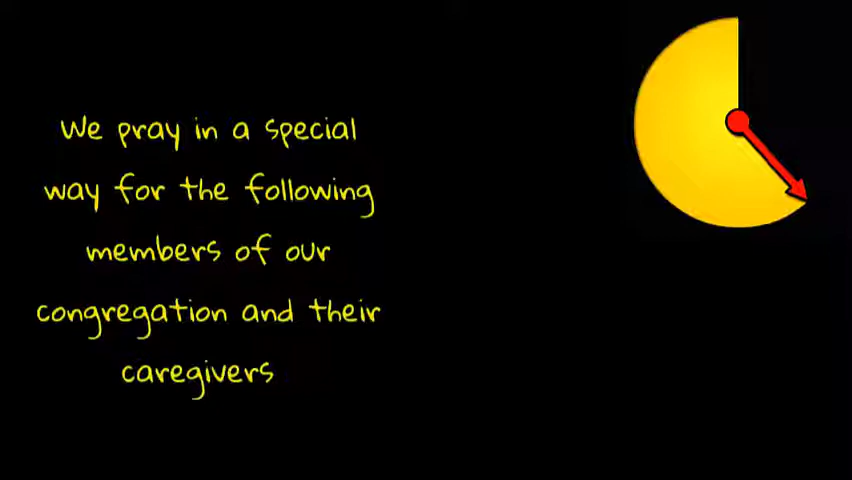 We pray in a special
way for the following
members of our
congregation and their
caregivers